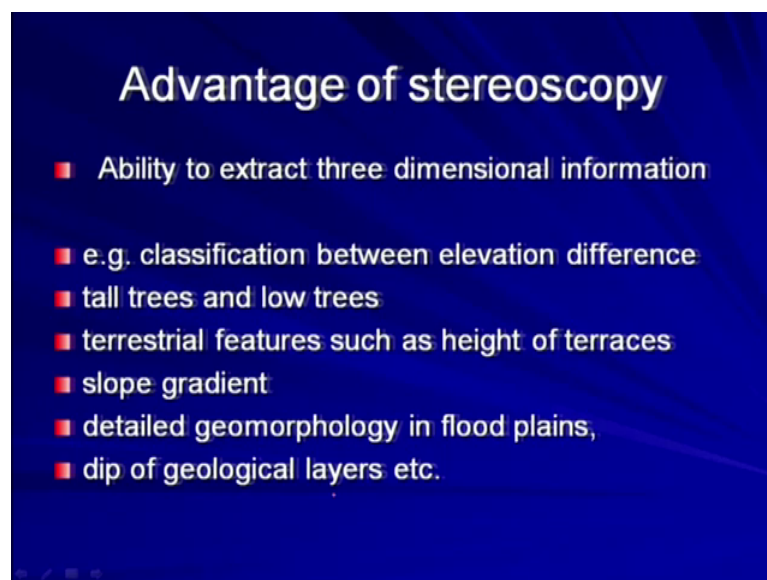 Advantage of stereoscopy
Ability to extract three dimensional information
e.g. classification between elevation difference
tall trees and low trees
terrestrial features such as height of terraces
slope gradient
detailed geomorphology in flood plains,
dip of geological layers etc.